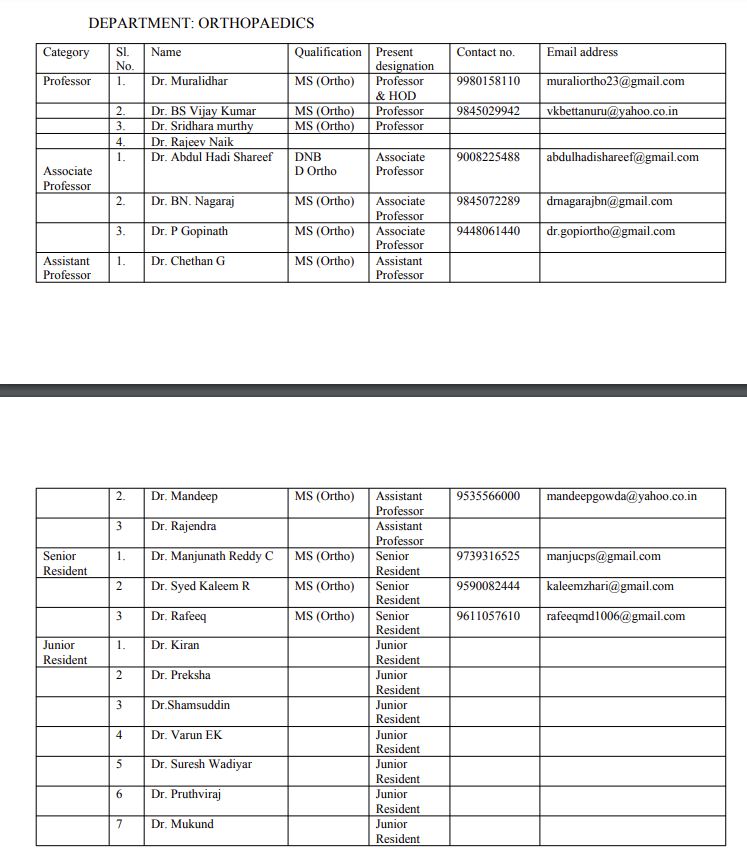 DEPARTMENT: ORTHOPAEDICS
Category Sl. No. Name Qualification Present designation Contact no. Email address
Professor 1. Dr. Muralidhar MS (Ortho) Professor & HOD 9980158110 muraliortho23@gmail.com
2. Dr. BS Vijay Kumar MS (Ortho) Professor 9845029942 vkbettanuru@yahoo.co.in
3. Dr. Sridhara murthy MS (Ortho) Professor
4. Dr. Rajeev Naik
Associate Professor 1. Dr. Abdul Hadi Shareef DNB D Ortho Associate Professor 9008225488 abdulhadishareef@gmail.com
2. Dr. BN. Nagaraj MS (Ortho) Associate Professor 9845072289 drnagarajbn@gmail.com
3. Dr. P Gopinath MS (Ortho) Associate Professor 9448061440 dr.gopiortho@gmail.com
Assistant Professor 1. Dr. Chethan G MS (Ortho) Assistant Professor
2. Dr. Mandeep MS (Ortho) Assistant Professor 9535566000 mandeepgowda@yahoo.co.in
3 Dr. Rajendra Assistant Professor
Senior Resident 1. Dr. Manjunath Reddy C MS (Ortho) Senior Resident 9739316525 manjucps@gmail.com
2 Dr. Syed Kaleem R MS (Ortho) Senior Resident 9590082444 kaleemzhari@gmail.com
3 Dr. Rafeeq MS (Ortho) Senior Resident 9611057610 rafeeqmd1006@gmail.com
Junior Resident 1. Dr. Kiran Junior Resident
2 Dr. Preksha Junior Resident
3 Dr.Shamsuddin Junior Resident
4 Dr. Varun EK Junior Resident
5 Dr. Suresh Wadiyar Junior Resident
6 Dr. Pruthviraj Junior Resident
7 Dr. Mukund Junior Resident